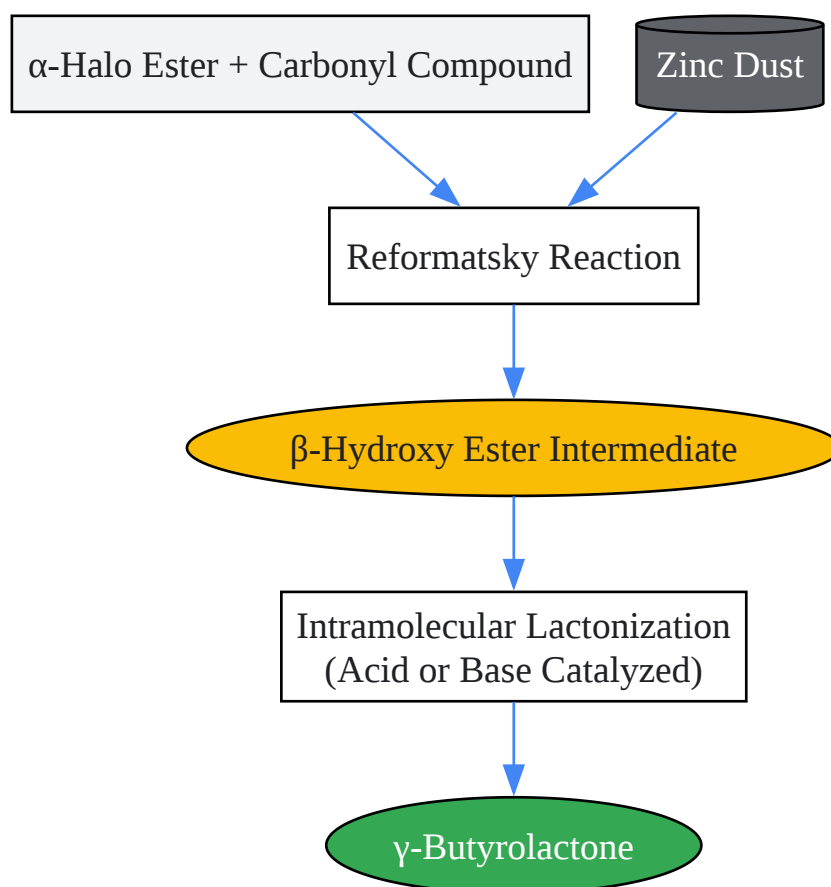 α-Halo Ester + Carbonyl Compound
Zinc Dust
Reformatsky Reaction
β-Hydroxy Ester Intermediate
Intramolecular Lactonization
(Acid or Base Catalyzed)
γ-Butyrolactone